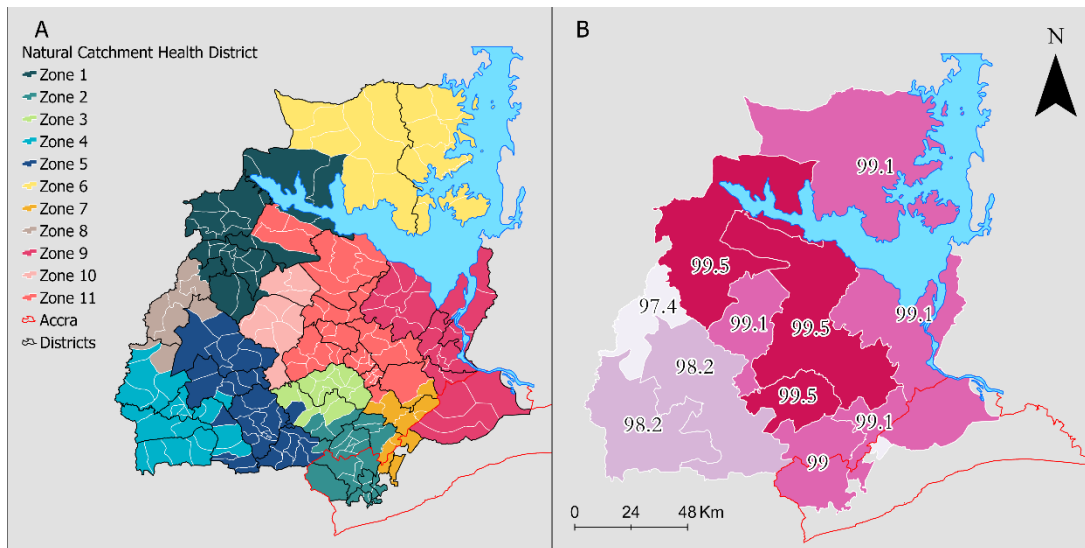 A
Natural Catchment Health District
Zone 1
Zone 2
Zone 3
Zone 4
Zone 5
Zone 6
Zone 7
Zone 8
Zone 9
Zone 10
Zone 11
Accra
Districts
B
N
99.1
99.5
97.4
99.1
99.1
99.5
98.2
99.5
98.2
99.1
99
0 24 48 Km